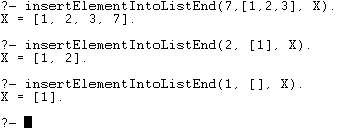 ?- insertElementIntoListEnd(7,[1,2,3], X).
X = [1, 2, 3, 7].
?- insertElementIntoListEnd(2, [1], X).
X = [1, 2].
?- insertElementIntoListEnd(1, [], X).
X = [1].
?-